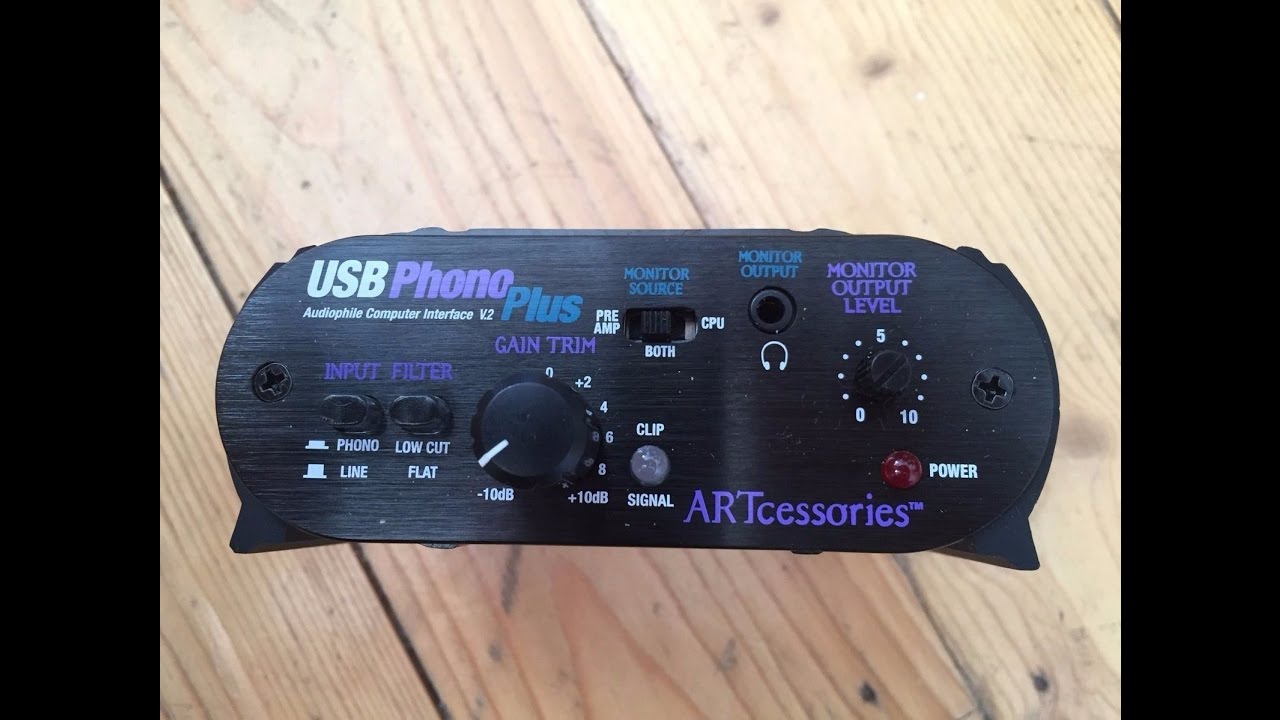 USB Phono Plus
Audiophile Computer Interface V.2
MONITOR
SOURCE
PRE
AMP
CPU
BOTH
MONITOR
OUTPUT
MONITOR
OUTPUT
LEVEL
5
0
10
INPUT
FILTER
PHONO
LINE
LOW CUT
FLAT
GAIN TRIM
0
+2
4
6
8
-10dB
+10dB
CLIP
SIGNAL
POWER
ARTcessories™